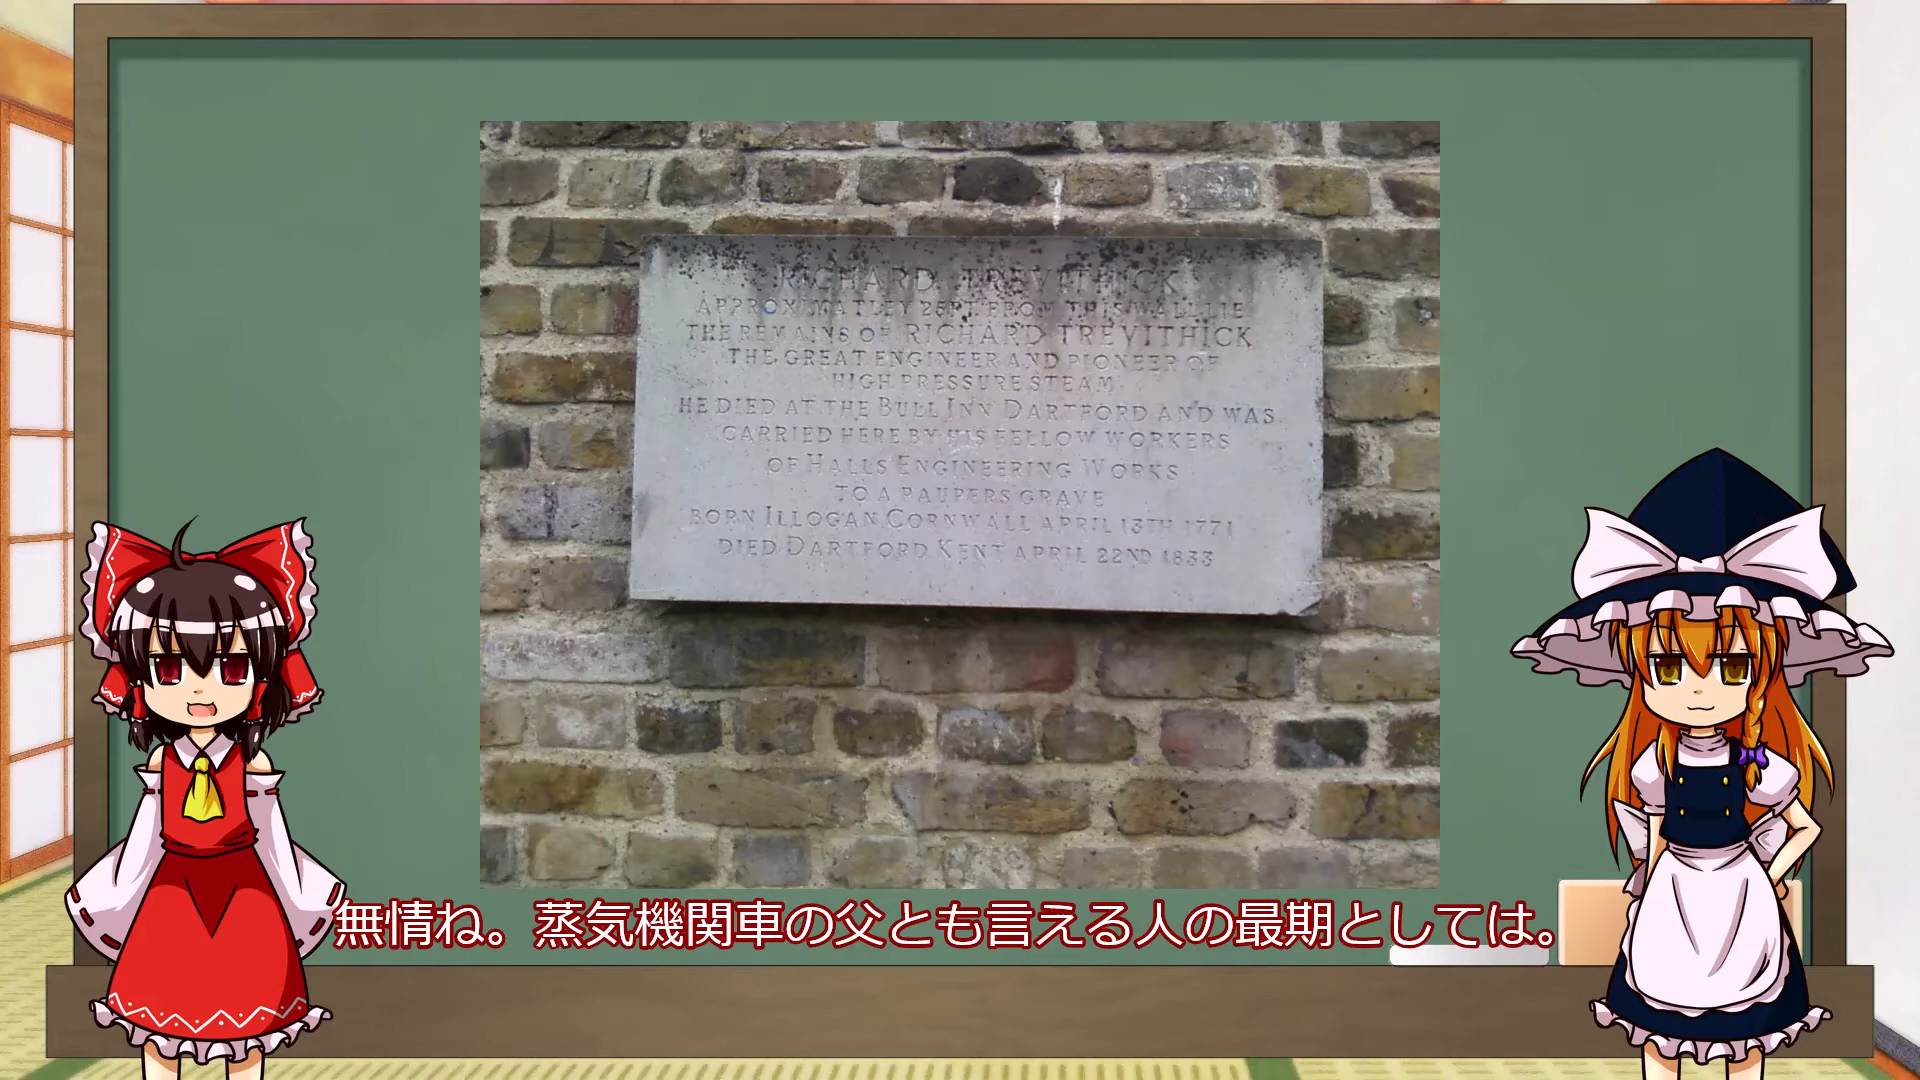 RICHARD TREVITHICK
APPROXIMATLEY 25FT FROM THIS WALL LIE
THE REMAINS OF RICHARD TREVITHICK
THE GREAT ENGINEER AND PIONEER OF
HIGH PRESSURE STEAM
HE DIED AT THE BULL INN DARTFORD AND WAS
CARRIED HERE BY HIS FELLOW WORKERS
OF HALLS ENGINEERING WORKS
TO A PAUPERS GRAVE
BORN ILLOGAN CORNWALL APRIL 13TH 1771
DIED DARTFORD KENT APRIL 22ND 1833
無情ね。蒸気機関車の父とも言える人の最期としては。